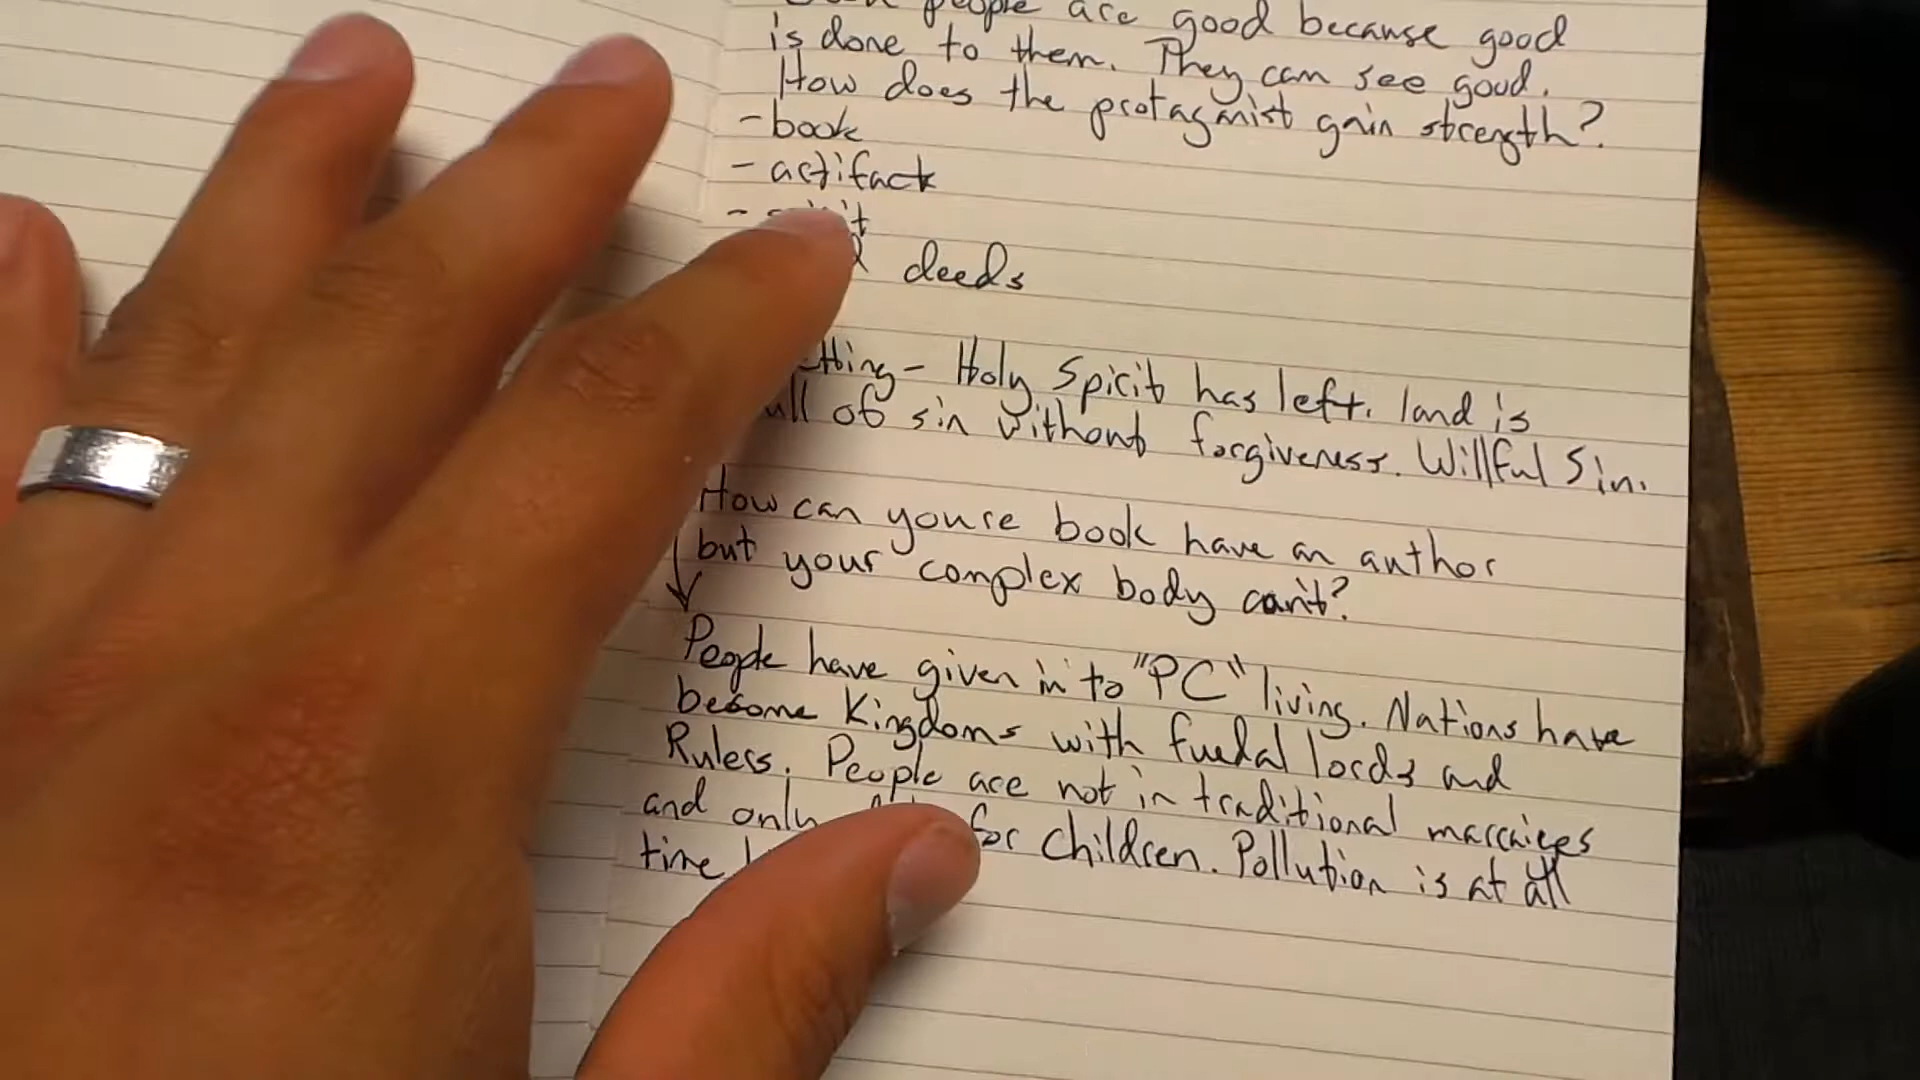 people are good because good
is done to them. They can see good.
How does the protagmist gain strength?
- book
- artifack
deeds
Holy Spirit has left. land is
of sin without forgiveness. Willful Sin.
How can youre book have an author
but your complex body can't?
People have given in to "PC" living. Nations have
become Kingdoms with fuedal lords and
Rulers. People are not in traditional marraiges
and only for children. Pollution is at all
time